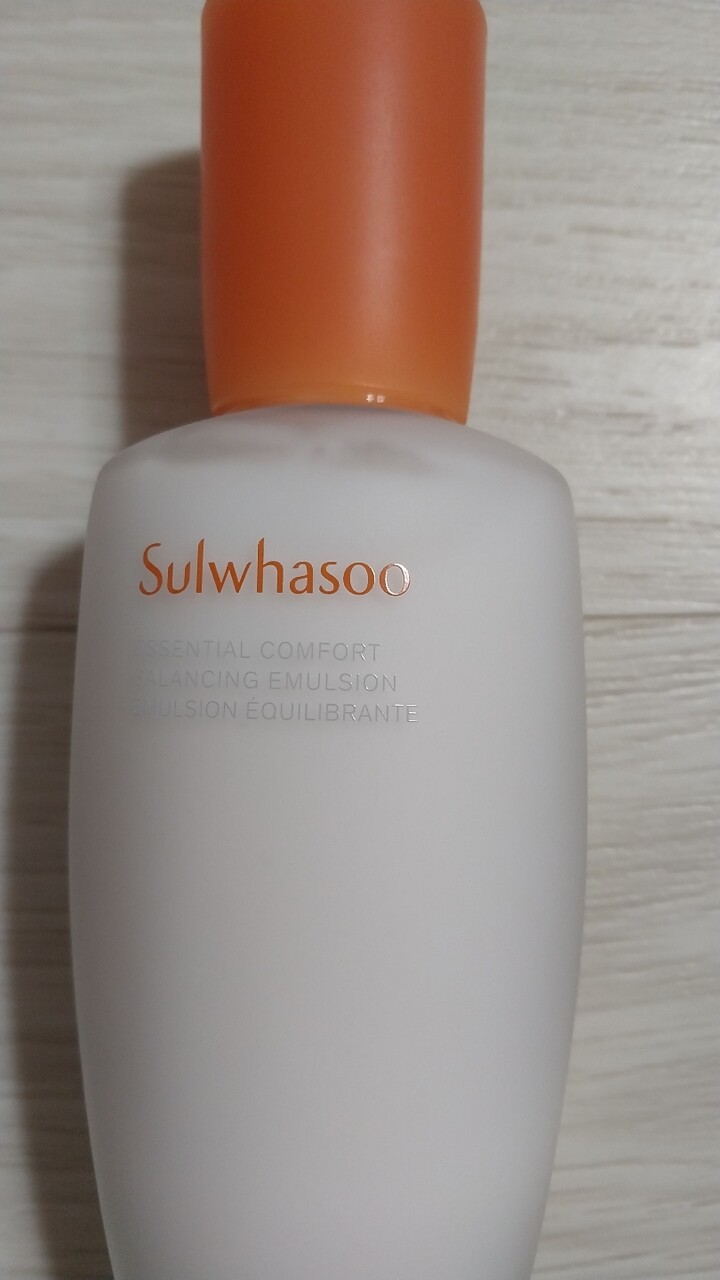 Sulwhasoo
ESSENTIAL COMFORT
BALANCING EMULSION
EMULSION ÉQUILIBRANTE